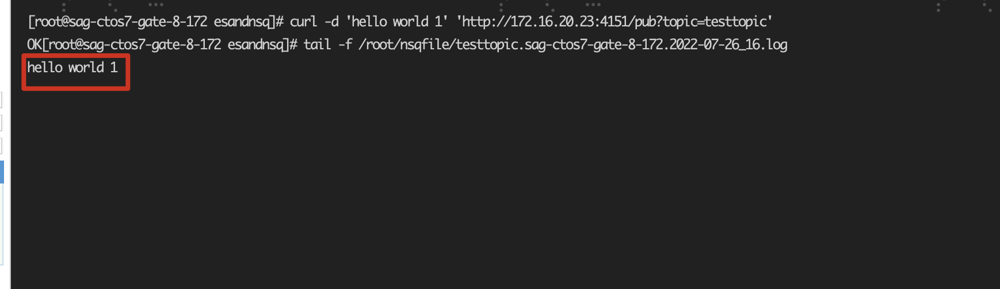 [root@sag-ctos7-gate-8-172 esandnsq]# curl -d 'hello world 1' 'http://172.16.20.23:4151/pub?topic=testtopic'
OK[root@sag-ctos7-gate-8-172 esandnsq]# tail -f /root/nsqfile/testtopic.sag-ctos7-gate-8-172.2022-07-26_16.log
hello world 1